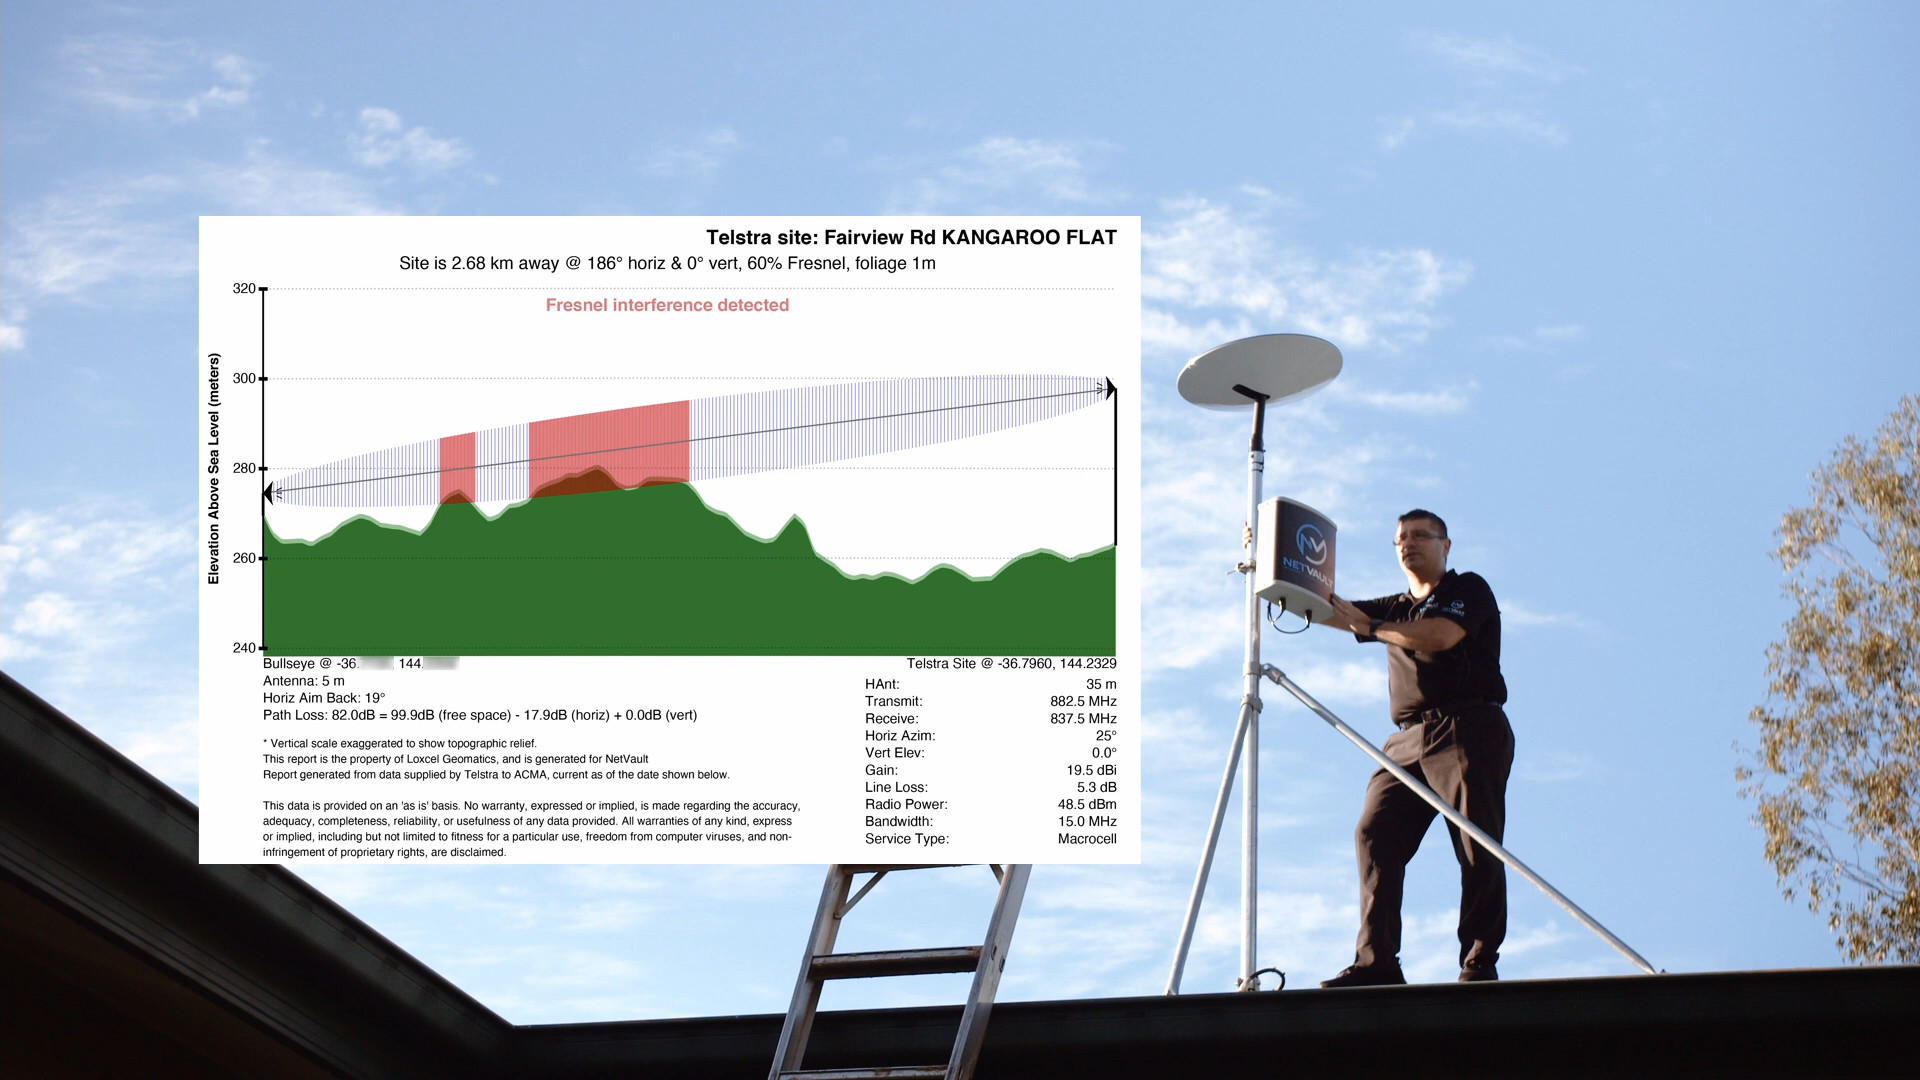 Telstra site: Fairview Rd KANGAROO FLAT
Site is 2.68 km away @ 186° horiz & 0° vert, 60% Fresnel, foliage 1m
320
Fresnel interference detected
300
280
260
240
Elevation Above Sea Level (meters)
Bullseye @ -36. 144.
Telstra Site @ -36.7960, 144.2329
Antenna: 5 m
Horiz Aim Back: 19°
Path Loss: 82.0dB = 99.9dB (free space) - 17.9dB (horiz) + 0.0dB (vert)
HAnt: 35 m
Transmit: 882.5 MHz
Receive: 837.5 MHz
Horiz Azim: 25°
Vert Elev: 0.0°
Gain: 19.5 dBi
Line Loss: 5.3 dB
Radio Power: 48.5 dBm
Bandwidth: 15.0 MHz
Service Type: Macrocell
* Vertical scale exaggerated to show topographic relief.
This report is the property of Loxcel Geomatics, and is generated for NetVault
Report generated from data supplied by Telstra to ACMA, current as of the date shown below.
This data is provided on an 'as is' basis. No warranty, expressed or implied, is made regarding the accuracy,
adequacy, completeness, reliability, or usefulness of any data provided. All warranties of any kind, express
or implied, including but not limited to fitness for a particular use, freedom from computer viruses, and non-
infringement of proprietary rights, are disclaimed.
NETVAULT